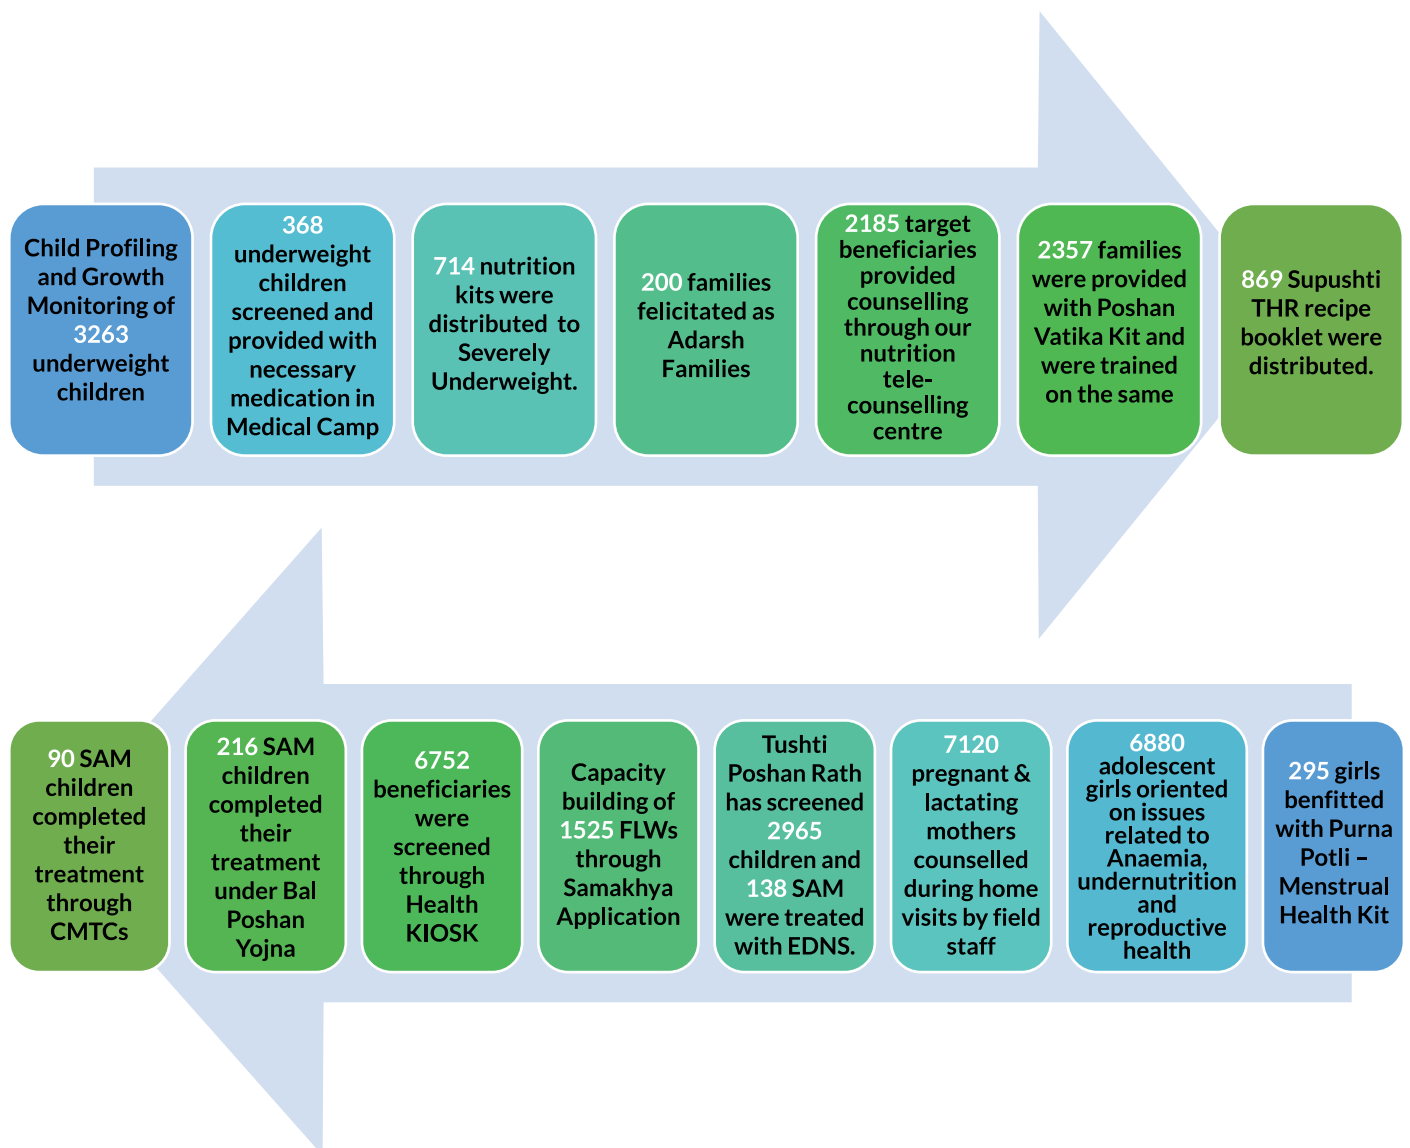 Child Profiling
and Growth
Monitoring of
3263
underweight
children
368
underweight
children
screened and
provided with
necessary
medication in
Medical Camp
714 nutrition
kits were
distributed to
Severely
Underweight.
200 families
felicitated as
Adarsh
Families
2185 target
beneficiaries
provided
counselling
through our
nutrition
tele-
counselling
centre
2357 families
were provided
with Poshan
Vatika Kit and
were trained
on the same
869 Supushti
THR recipe
booklet were
distributed.
90 SAM
children
completed
their
treatment
through
CMTCs
216 SAM
children
completed
their
treatment
under Bal
Poshan
Yojna
6752
beneficiaries
were
screened
through
Health
KIOSK
Capacity
building of
1525 FLWs
through
Samakhya
Application
Tushti
Poshan Rath
has screened
2965
children and
138 SAM
were treated
with EDNS.
7120
pregnant &
lactating
mothers
counselled
during home
visits by field
staff
6880
adolescent
girls oriented
on issues
related to
Anaemia,
undernutrition
and
reproductive
health
295 girls
benfitted
with Purna
Potli –
Menstrual
Health Kit